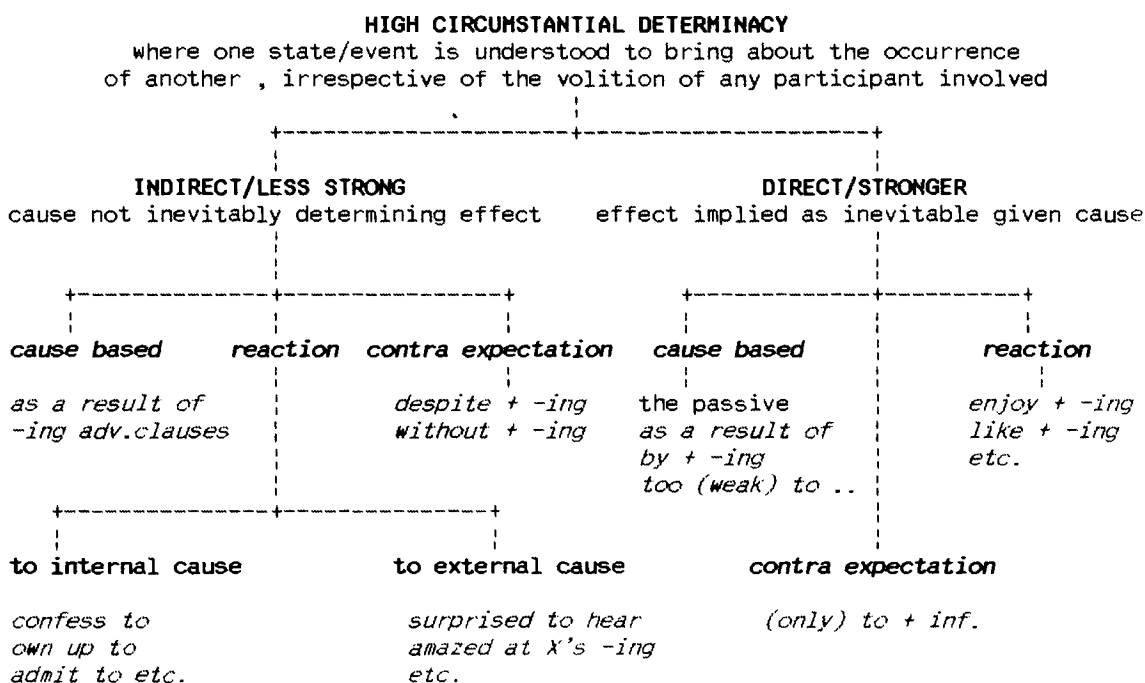 HIGH CIRCUMSTANTIAL DETERMINACY
where one state/event is understood to bring about the occurrence
of another , irrespective of the volition of any participant involved
INDIRECT/LESS STRONG
cause not inevitably determining effect
DIRECT/STRONGER
effect implied as inevitable given cause
cause based
reaction
contra expectation
cause based
reaction
as a result of
-ing adv.clauses
despite + -ing
without + -ing
the passive
as a result of
by + -ing
too (weak) to ..
enjoy + -ing
like + -ing
etc.
to internal cause
to external cause
contra expectation
confess to
own up to
admit to etc.
surprised to hear
amazed at X's -ing
etc.
(only) to + inf.